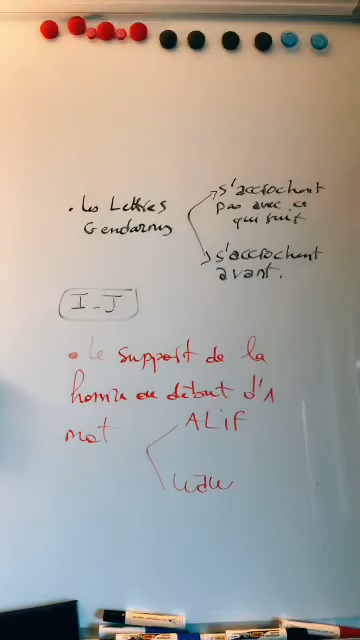 . Les Lettres
Gendarmes
s'accrochent
pas avec ce
qui suit
s'accrochent
avant.
I-J
• Le support de la
hamza au début d'1
mot
ALiF
waw